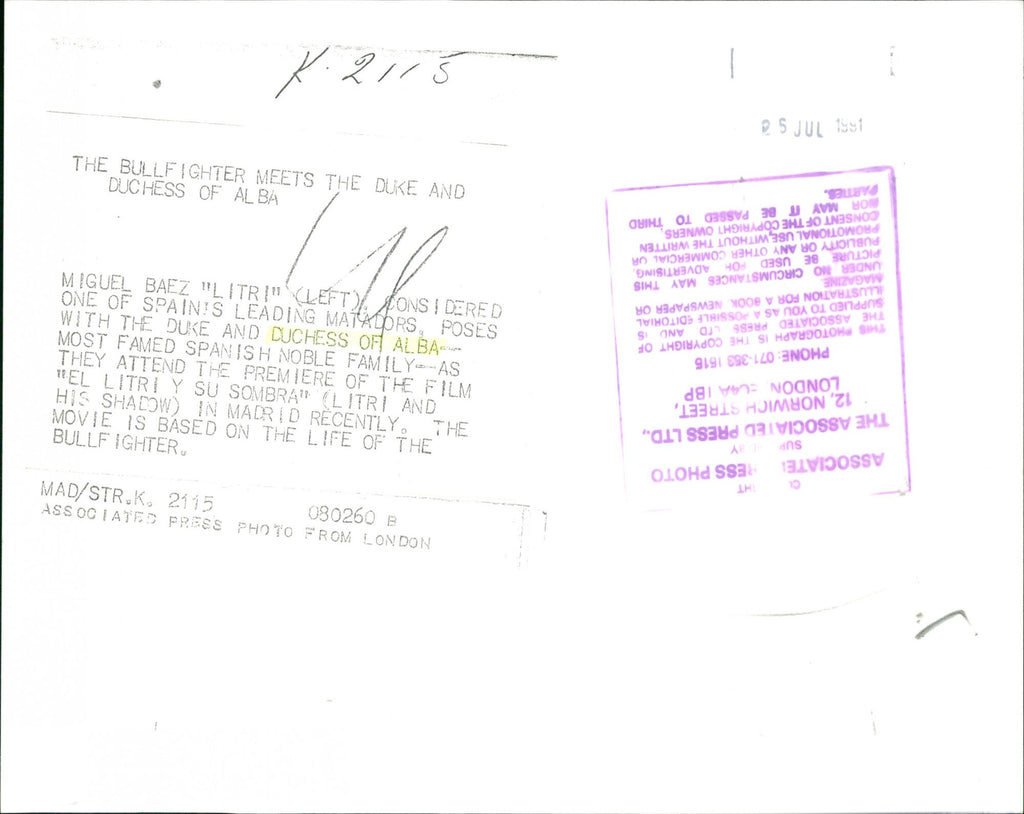 K.2115
THE BULLFIGHTER MEETS THE DUKE AND
DUCHESS OF ALBA
MIGUEL BAEZ "LITRI" (LEFT), CONSIDERED
ONE OF SPAIN'S LEADING MATADORS, POSES
WITH THE DUKE AND DUCHESS OF ALBA--
MOST FAMED SPANISH NOBLE FAMILY--AS
THEY ATTEND THE PREMIERE OF THE FILM
"EL LITRI Y SU SOMBRA" (LITRI AND
HIS SHADOW) IN MADRID RECENTLY. THE
MOVIE IS BASED ON THE LIFE OF THE
BULLFIGHTER.
MAD/STR.K. 2115 080260 B
ASSOCIATED PRESS PHOTO FROM LONDON
25 JUL 1991
ASSOCIATED PRESS PHOTO
THE ASSOCIATED PRESS LTD.,
12, NORWICH STREET,
LONDON EC4A 1BP
PHONE: 071-353 1515
THIS PHOTOGRAPH IS THE COPYRIGHT OF
THE ASSOCIATED PRESS LTD AND IS
SUPPLIED TO YOU AS A POSSIBLE EDITORIAL
ILLUSTRATION FOR A BOOK NEWSPAPER OR
MAGAZINE.
UNDER NO CIRCUMSTANCES MAY THIS
PICTURE BE USED FOR ADVERTISING,
PUBLICITY OR ANY OTHER COMMERCIAL OR
PROMOTIONAL USE, WITHOUT THE WRITTEN
CONSENT OF THE COPYRIGHT OWNERS.
NOR MAY IT BE PASSED TO THIRD
PARTIES.